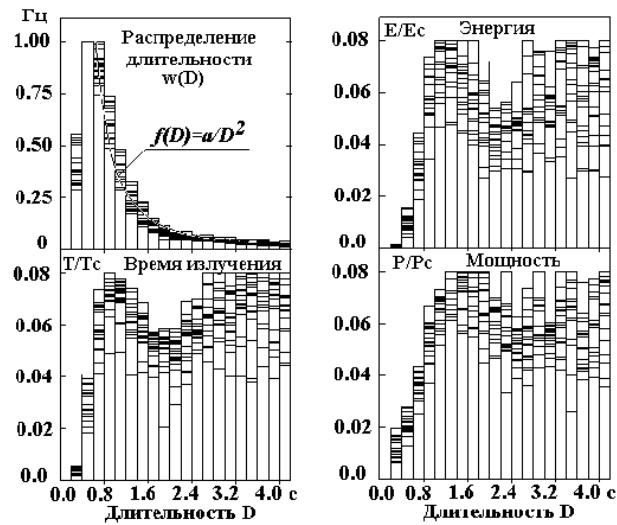 Гц
Распределение
длительности
w(D)
f(D)=a/D²
1.00
0.75
0.50
0.25
0
E/Ec
Энергия
0.08
0.06
0.04
0.02
0.0
T/Tc
Время излучения
0.08
0.06
0.04
0.02
0.0
0.0 0.8 1.6 2.4 3.2 4.0 c
Длительность D
P/Pc
Мощность
0.08
0.06
0.04
0.02
0.0
0.0 0.8 1.6 2.4 3.2 4.0 c
Длительность D